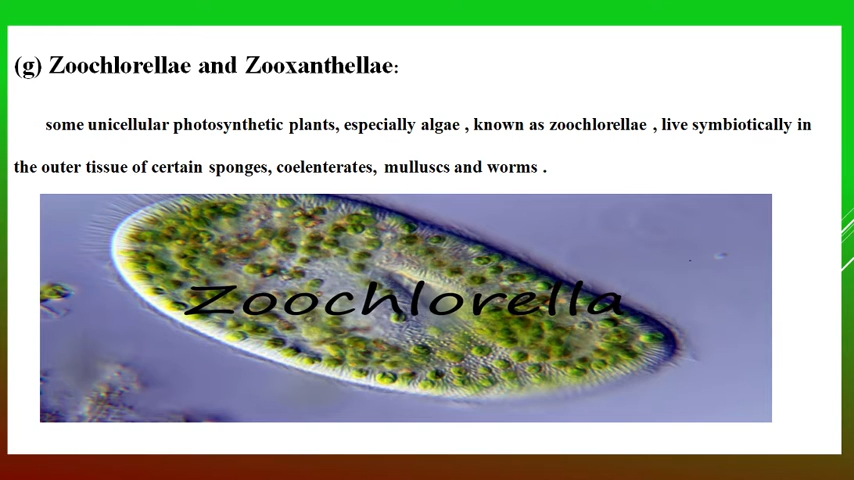 (g) Zoochlorellae and Zooxanthellae:
some unicellular photosynthetic plants, especially algae , known as zoochlorellae , live symbiotically in
the outer tissue of certain sponges, coelenterates, mulluscs and worms .
Zoochlorella